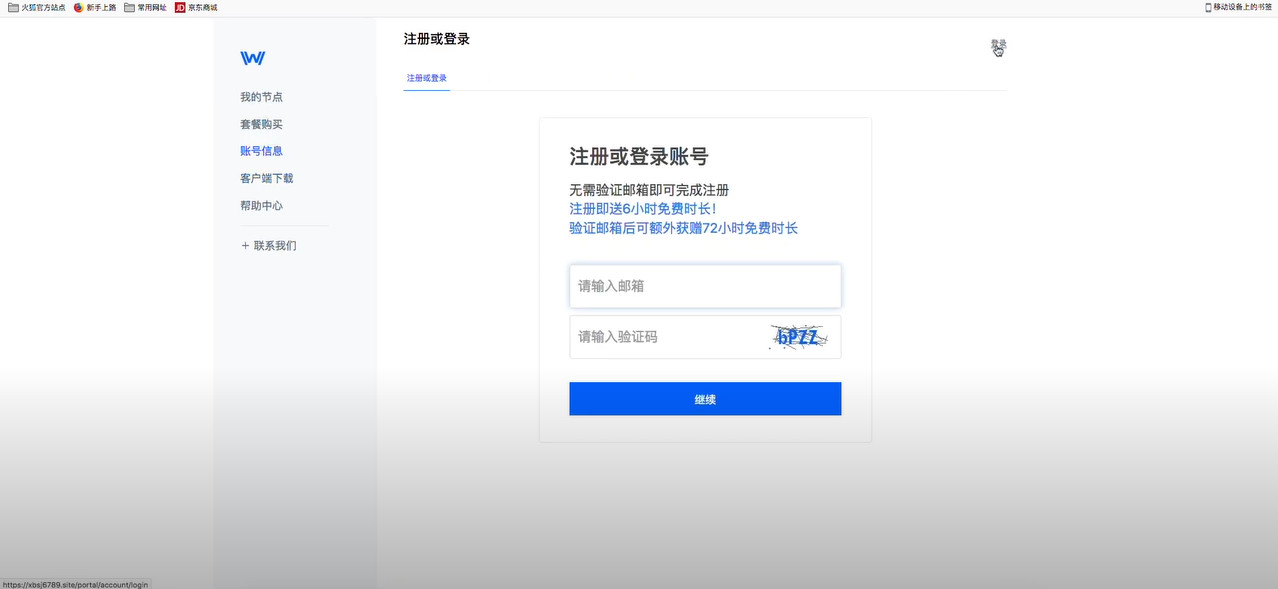 火狐官方站点 新手上路 常用网址 JD 京东商城 移动设备上的书签
注册或登录
登录
W
注册或登录
我的节点
套餐购买
账号信息
客户端下载
帮助中心
+ 联系我们
注册或登录账号
无需验证邮箱即可完成注册
注册即送6小时免费时长！
验证邮箱后可额外获赠72小时免费时长
请输入邮箱
请输入验证码 bPZZ
继续
https://xbsj6789.site/portal/account/login